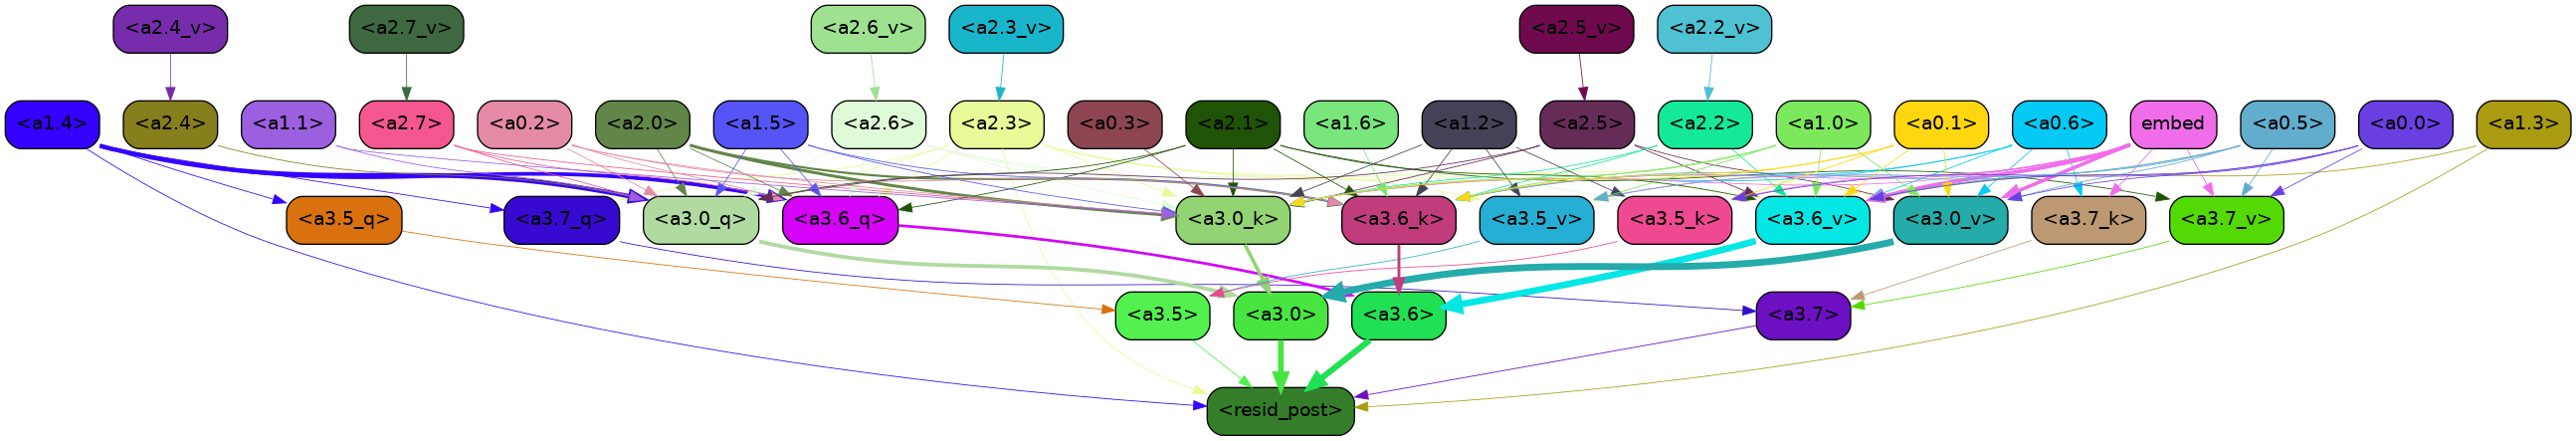 <a2.4_v> <a2.7_v> <a2.6_v> <a2.3_v> <a2.5_v> <a2.2_v>
<a1.4> <a2.4> <a1.1> <a2.7> <a0.2> <a2.0> <a1.5> <a2.6> <a2.3> <a0.3> <a2.1> <a1.6> <a1.2> <a2.5> <a2.2> <a1.0> <a0.1> <a0.6> embed <a0.5> <a0.0> <a1.3>
<a3.5_q> <a3.7_q> <a3.0_q> <a3.6_q> <a3.0_k> <a3.6_k> <a3.5_v> <a3.5_k> <a3.6_v> <a3.0_v> <a3.7_k> <a3.7_v>
<a3.5> <a3.0> <a3.6> <a3.7>
<resid_post>